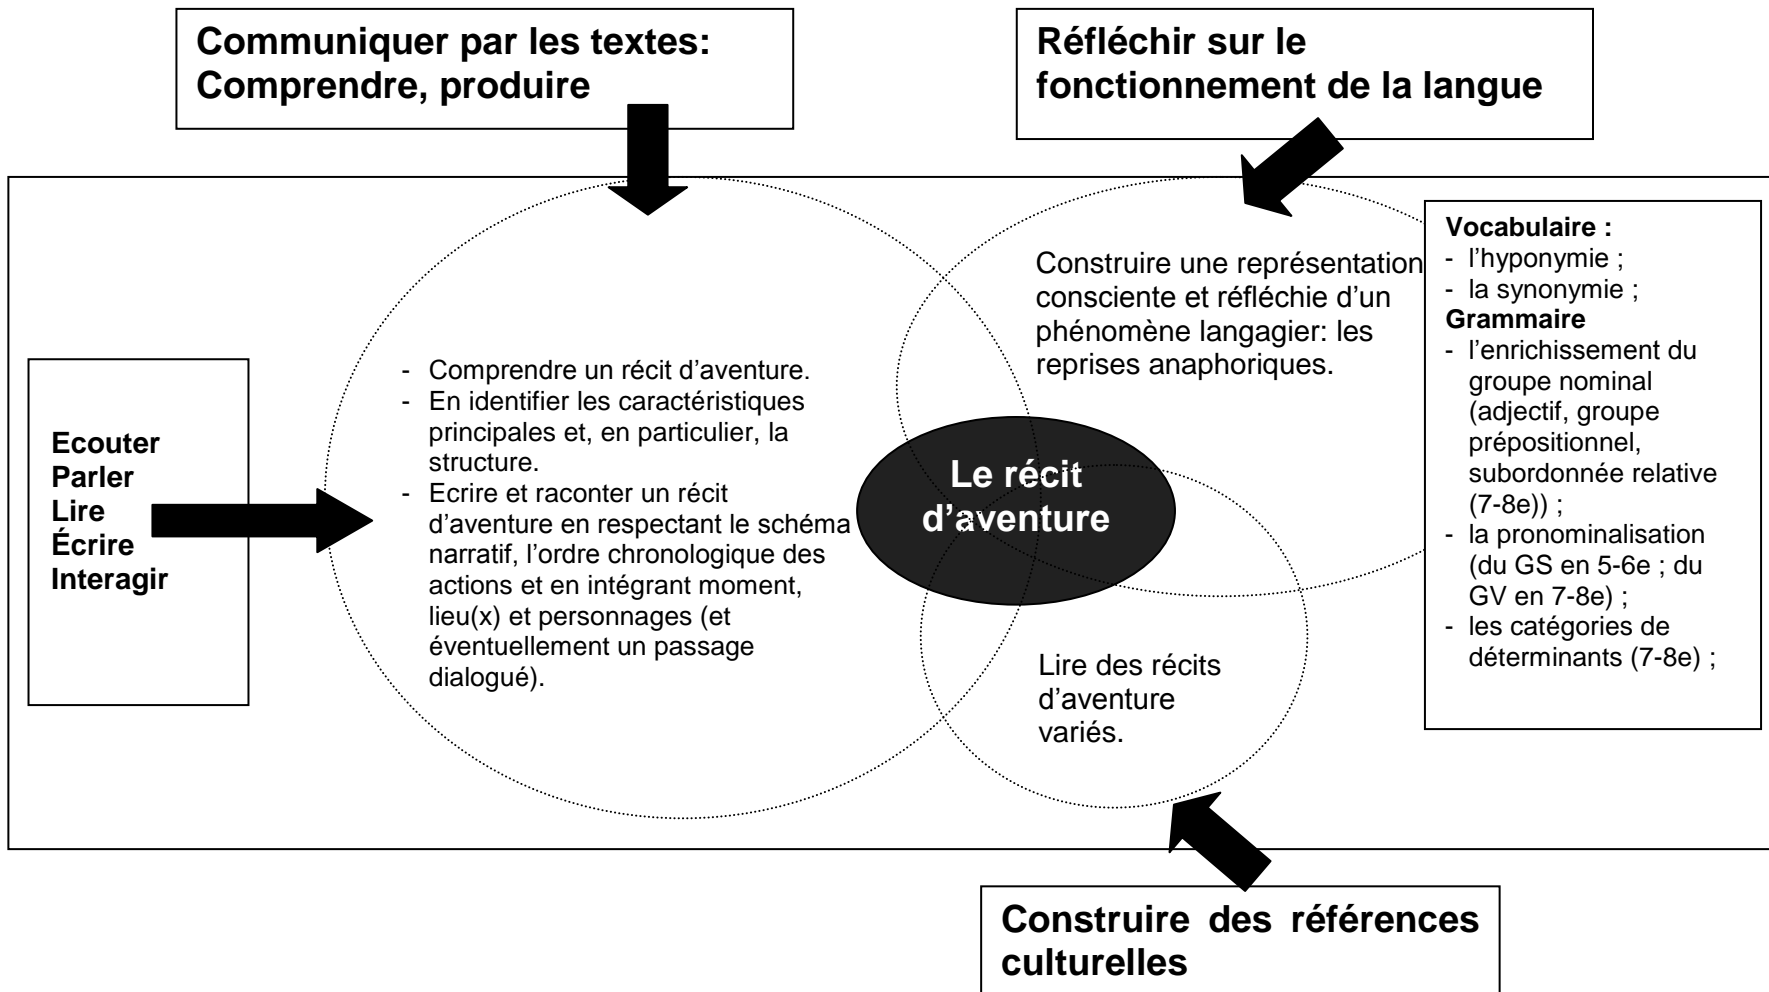 Communiquer par les textes:
Comprendre, produire
Réfléchir sur le
fonctionnement de la langue
Ecouter
Parler
Lire
Écrire
Interagir
- Comprendre un récit d’aventure.
- En identifier les caractéristiques
principales et, en particulier, la
structure.
- Ecrire et raconter un récit
d’aventure en respectant le schéma
narratif, l’ordre chronologique des
actions et en intégrant moment,
lieu(x) et personnages (et
éventuellement un passage
dialogué).
Construire une représentation
consciente et réfléchie d’un
phénomène langagier: les
reprises anaphoriques.
Le récit
d’aventure
Lire des récits
d’aventure
variés.
Vocabulaire :
- l’hyponymie ;
- la synonymie ;
Grammaire
- l’enrichissement du
groupe nominal
(adjectif, groupe
prépositionnel,
subordonnée relative
(7-8e)) ;
- la pronominalisation
(du GS en 5-6e ; du
GV en 7-8e) ;
- les catégories de
déterminants (7-8e) ;
Construire des références
culturelles